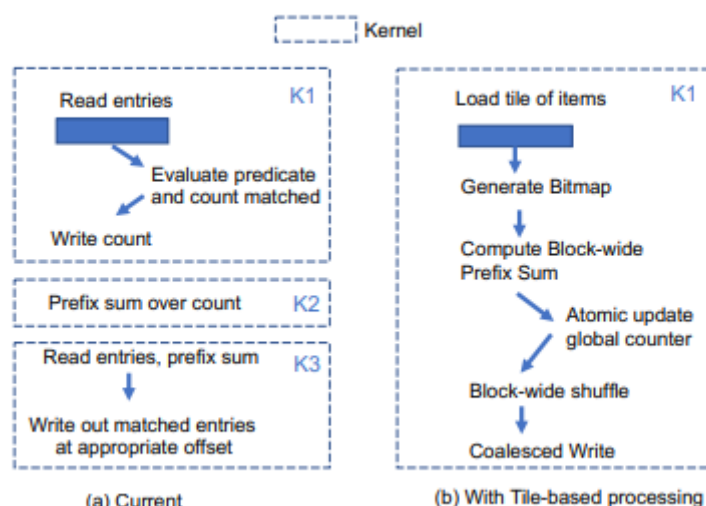 Kernel
K1
Read entries
Evaluate predicate
and count matched
Write count
Prefix sum over count
K2
Read entries, prefix sum
K3
Write out matched entries
at appropriate offset
(a) Current
Load tile of items
K1
Generate Bitmap
Compute Block-wide
Prefix Sum
Atomic update
global counter
Block-wide shuffle
Coalesced Write
(b) With Tile-based processing